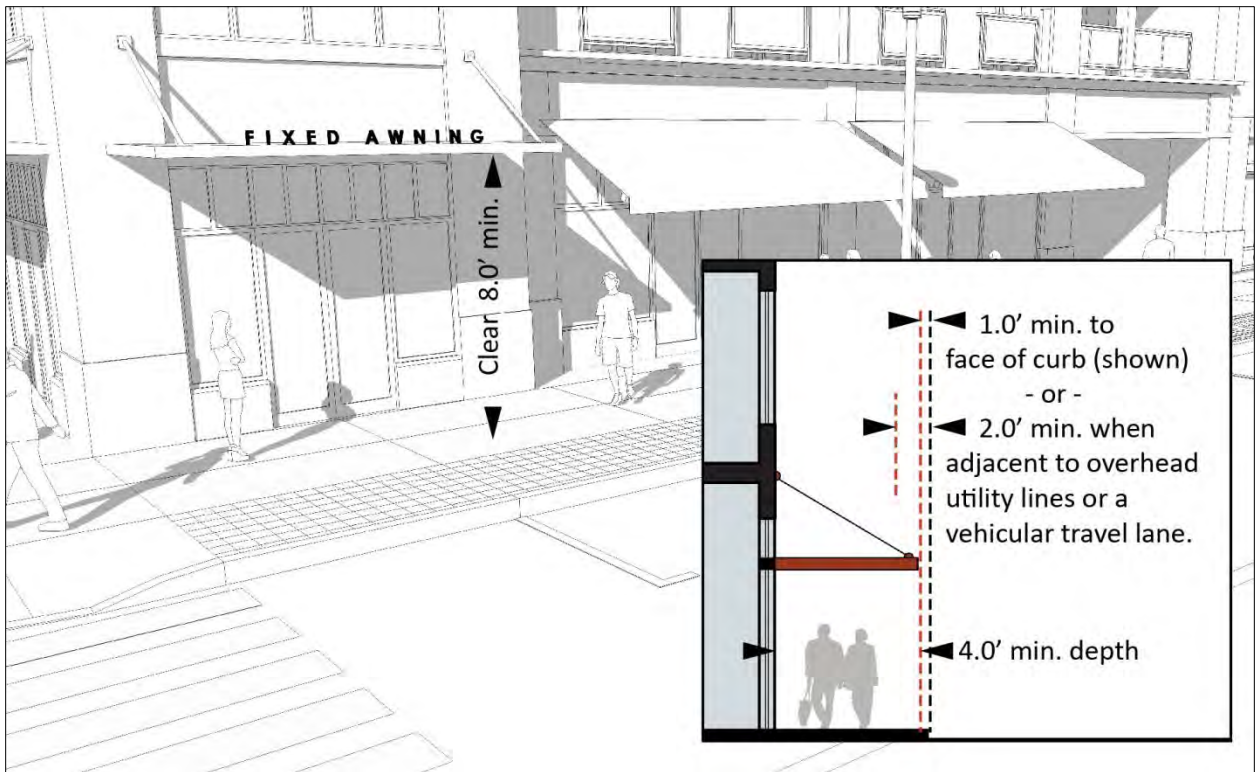 FIXED AWNING
Clear 8.0' min.
1.0' min. to
face of curb (shown)
- or -
2.0' min. when
adjacent to overhead
utility lines or a
vehicular travel lane.
4.0' min. depth